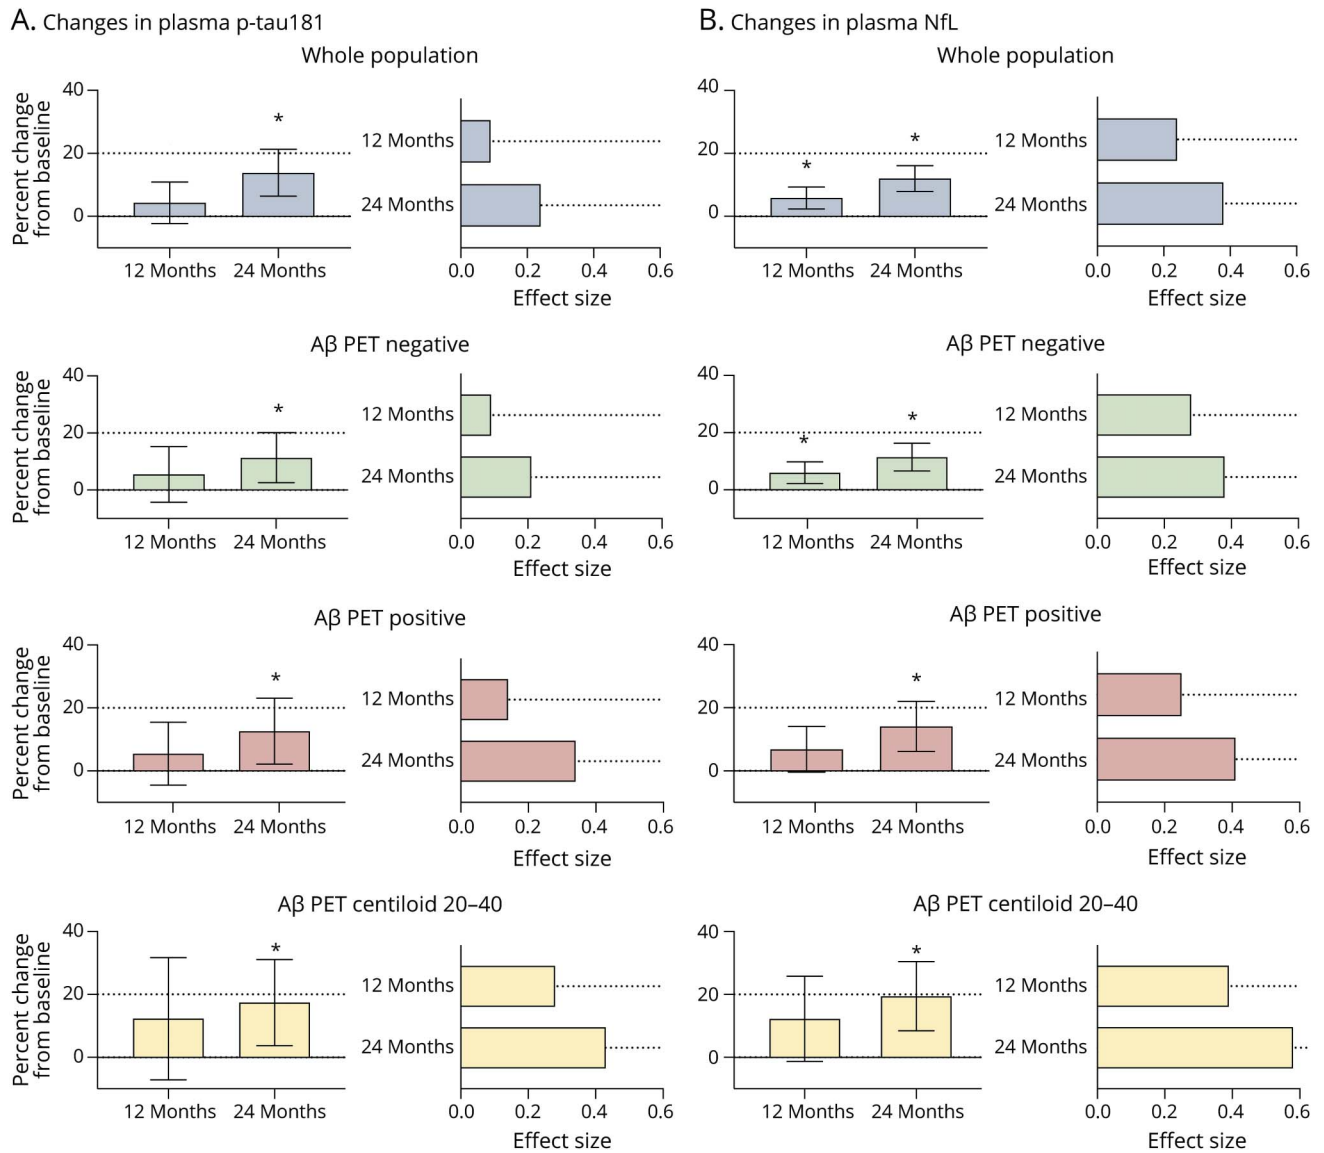 A. Changes in plasma p-tau181
Whole population
Percent change
from baseline
40
20
0
*
12 Months
24 Months
12 Months
24 Months
0.0 0.2 0.4 0.6
Effect size
Aβ PET negative
Percent change
from baseline
40
20
0
*
12 Months
24 Months
12 Months
24 Months
0.0 0.2 0.4 0.6
Effect size
Aβ PET positive
Percent change
from baseline
40
20
0
*
12 Months
24 Months
12 Months
24 Months
0.0 0.2 0.4 0.6
Effect size
Aβ PET centiloid 20–40
Percent change
from baseline
40
20
0
*
12 Months
24 Months
12 Months
24 Months
0.0 0.2 0.4 0.6
Effect size
B. Changes in plasma NfL
Whole population
40
20
0
*
*
12 Months
24 Months
12 Months
24 Months
0.0 0.2 0.4 0.6
Effect size
Aβ PET negative
40
20
0
*
*
12 Months
24 Months
12 Months
24 Months
0.0 0.2 0.4 0.6
Effect size
Aβ PET positive
40
20
0
*
12 Months
24 Months
12 Months
24 Months
0.0 0.2 0.4 0.6
Effect size
Aβ PET centiloid 20–40
40
20
0
*
12 Months
24 Months
12 Months
24 Months
0.0 0.2 0.4 0.6
Effect size